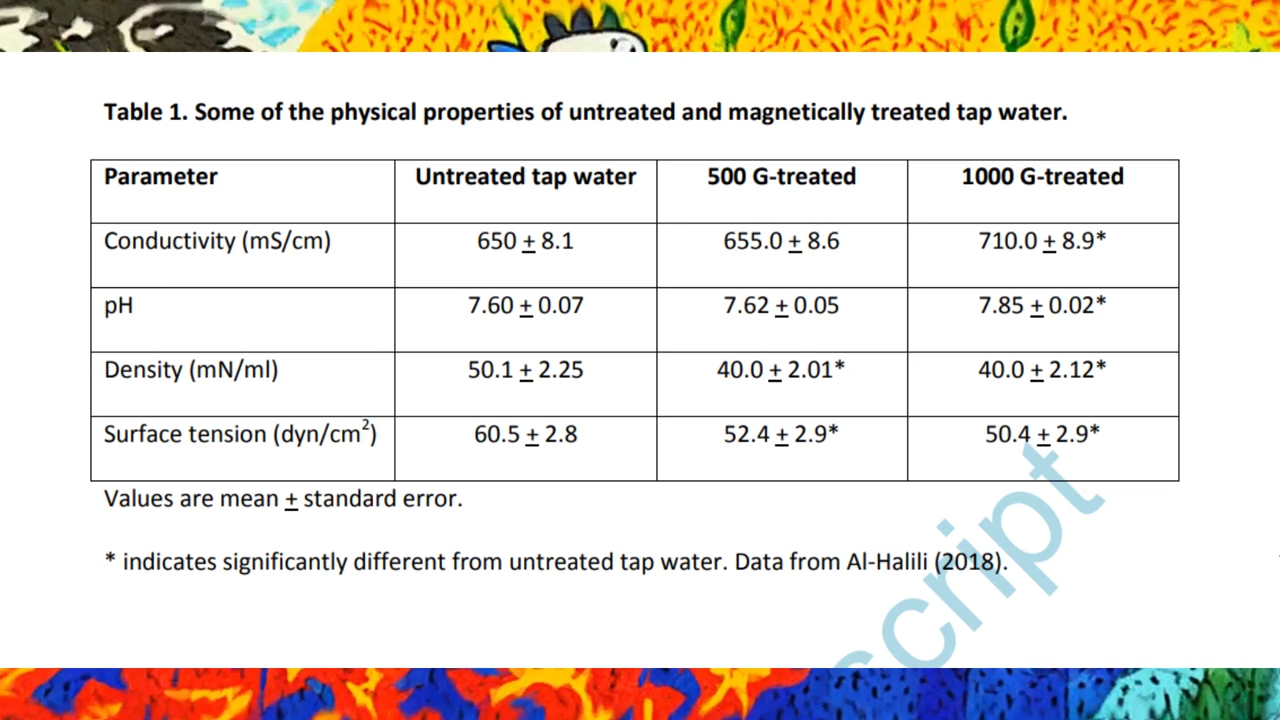 Table 1. Some of the physical properties of untreated and magnetically treated tap water.
Parameter Untreated tap water 500 G-treated 1000 G-treated
Conductivity (mS/cm) 650 ± 8.1 655.0 ± 8.6 710.0 ± 8.9*
pH 7.60 ± 0.07 7.62 ± 0.05 7.85 ± 0.02*
Density (mN/ml) 50.1 ± 2.25 40.0 ± 2.01* 40.0 ± 2.12*
Surface tension (dyn/cm²) 60.5 ± 2.8 52.4 ± 2.9* 50.4 ± 2.9*
Values are mean ± standard error.
* indicates significantly different from untreated tap water. Data from Al-Halili (2018).
script